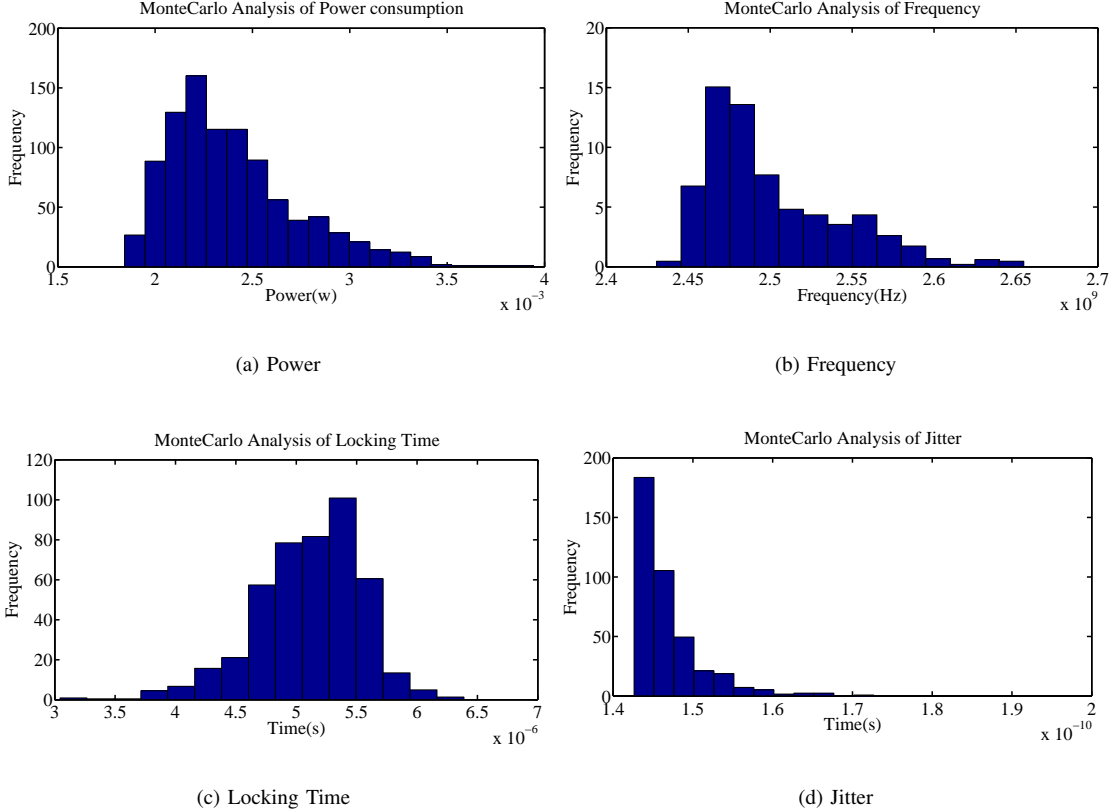 MonteCarlo Analysis of Power consumption
200
150
100
50
0
Frequency
1.5 2 2.5 3 3.5 4
Power(w)
x 10−3
(a) Power
MonteCarlo Analysis of Frequency
20
15
10
5
0
Frequency
2.4 2.45 2.5 2.55 2.6 2.65 2.7
Frequency(Hz)
x 10 9
(b) Frequency
MonteCarlo Analysis of Locking Time
120
100
80
60
40
20
0
Frequency
3 3.5 4 4.5 5 5.5 6 6.5 7
Time(s)
x 10−6
(c) Locking Time
MonteCarlo Analysis of Jitter
200
150
100
50
0
Frequency
1.4 1.5 1.6 1.7 1.8 1.9 2
Time(s)
x 10−10
(d) Jitter